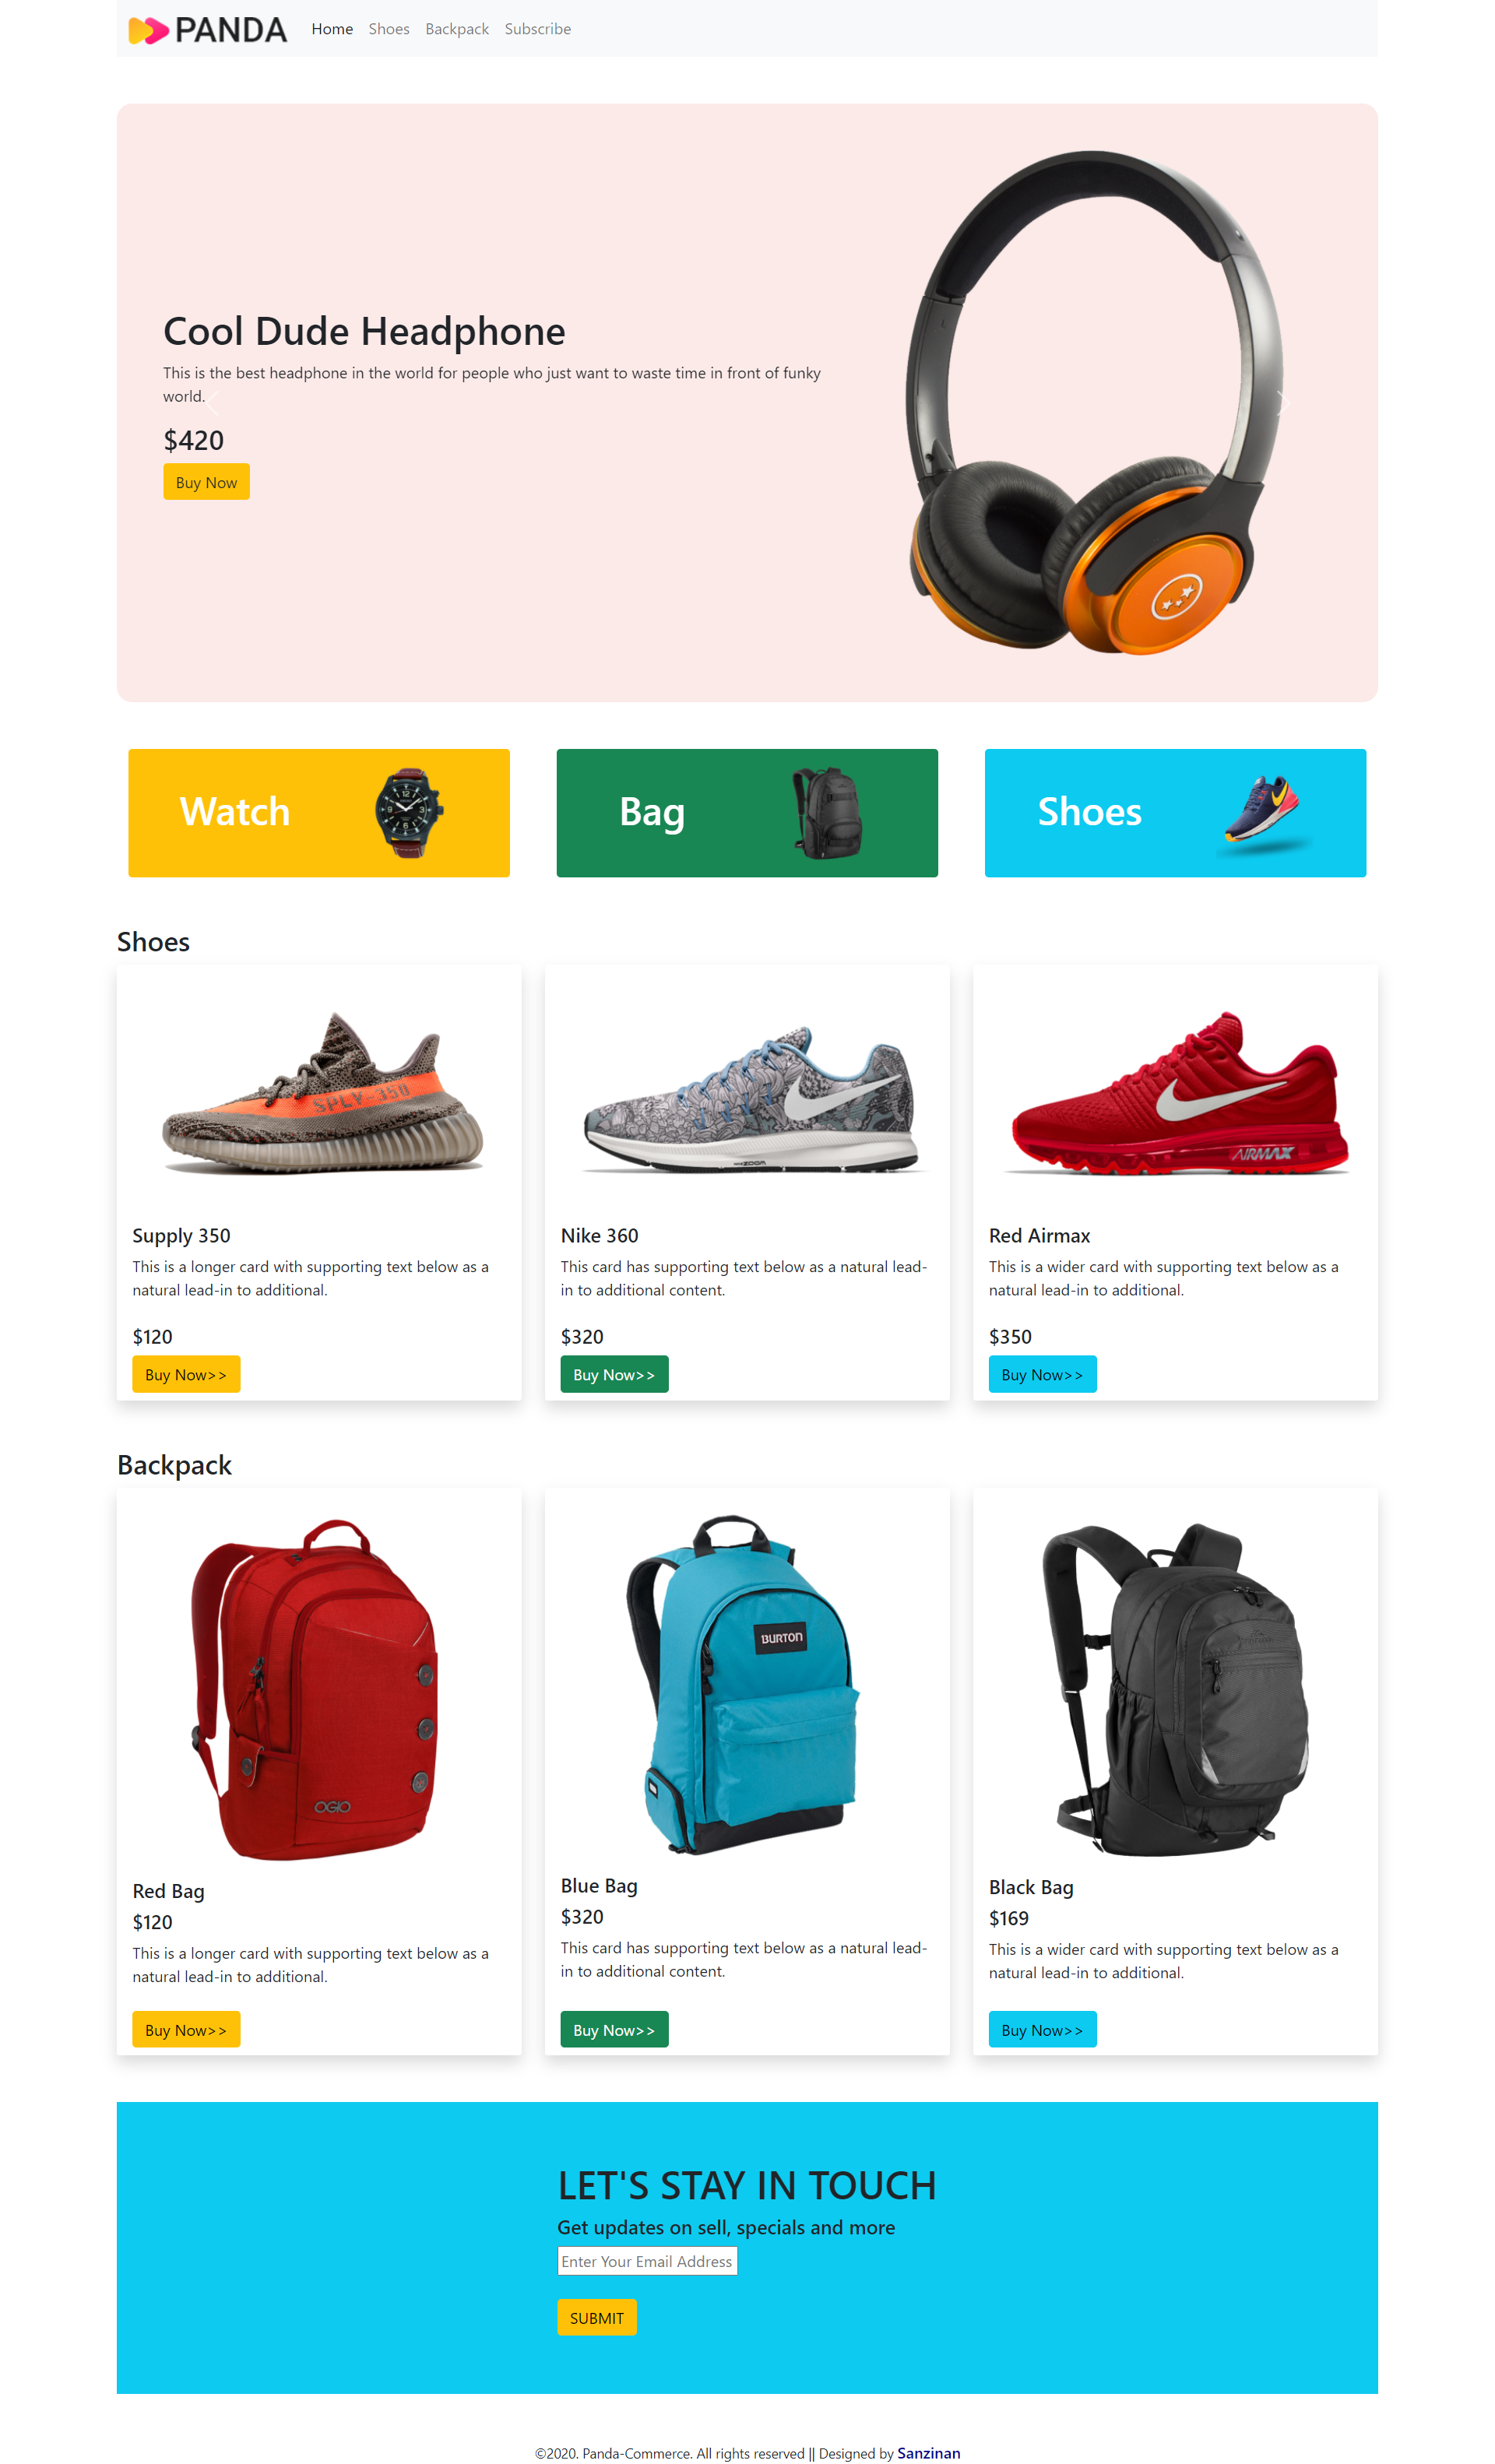 PANDA Home Shoes Backpack Subscribe
Cool Dude Headphone
This is the best headphone in the world for people who just want to waste time in front of funky
world.
$420
Buy Now
Watch
Bag
Shoes
Shoes
SPLY-350
ZOOM
AIRMAX
Supply 350
This is a longer card with supporting text below as a
natural lead-in to additional.
$120
Buy Now>>
Nike 360
This card has supporting text below as a natural lead-
in to additional content.
$320
Buy Now>>
Red Airmax
This is a wider card with supporting text below as a
natural lead-in to additional.
$350
Buy Now>>
Backpack
OGIO
Red Bag
$120
This is a longer card with supporting text below as a
natural lead-in to additional.
Buy Now>>
BURTON
Blue Bag
$320
This card has supporting text below as a natural lead-
in to additional content.
Buy Now>>
Black Bag
$169
This is a wider card with supporting text below as a
natural lead-in to additional.
Buy Now>>
LET'S STAY IN TOUCH
Get updates on sell, specials and more
Enter Your Email Address
SUBMIT
©2020. Panda-Commerce. All rights reserved || Designed by Sanzinan